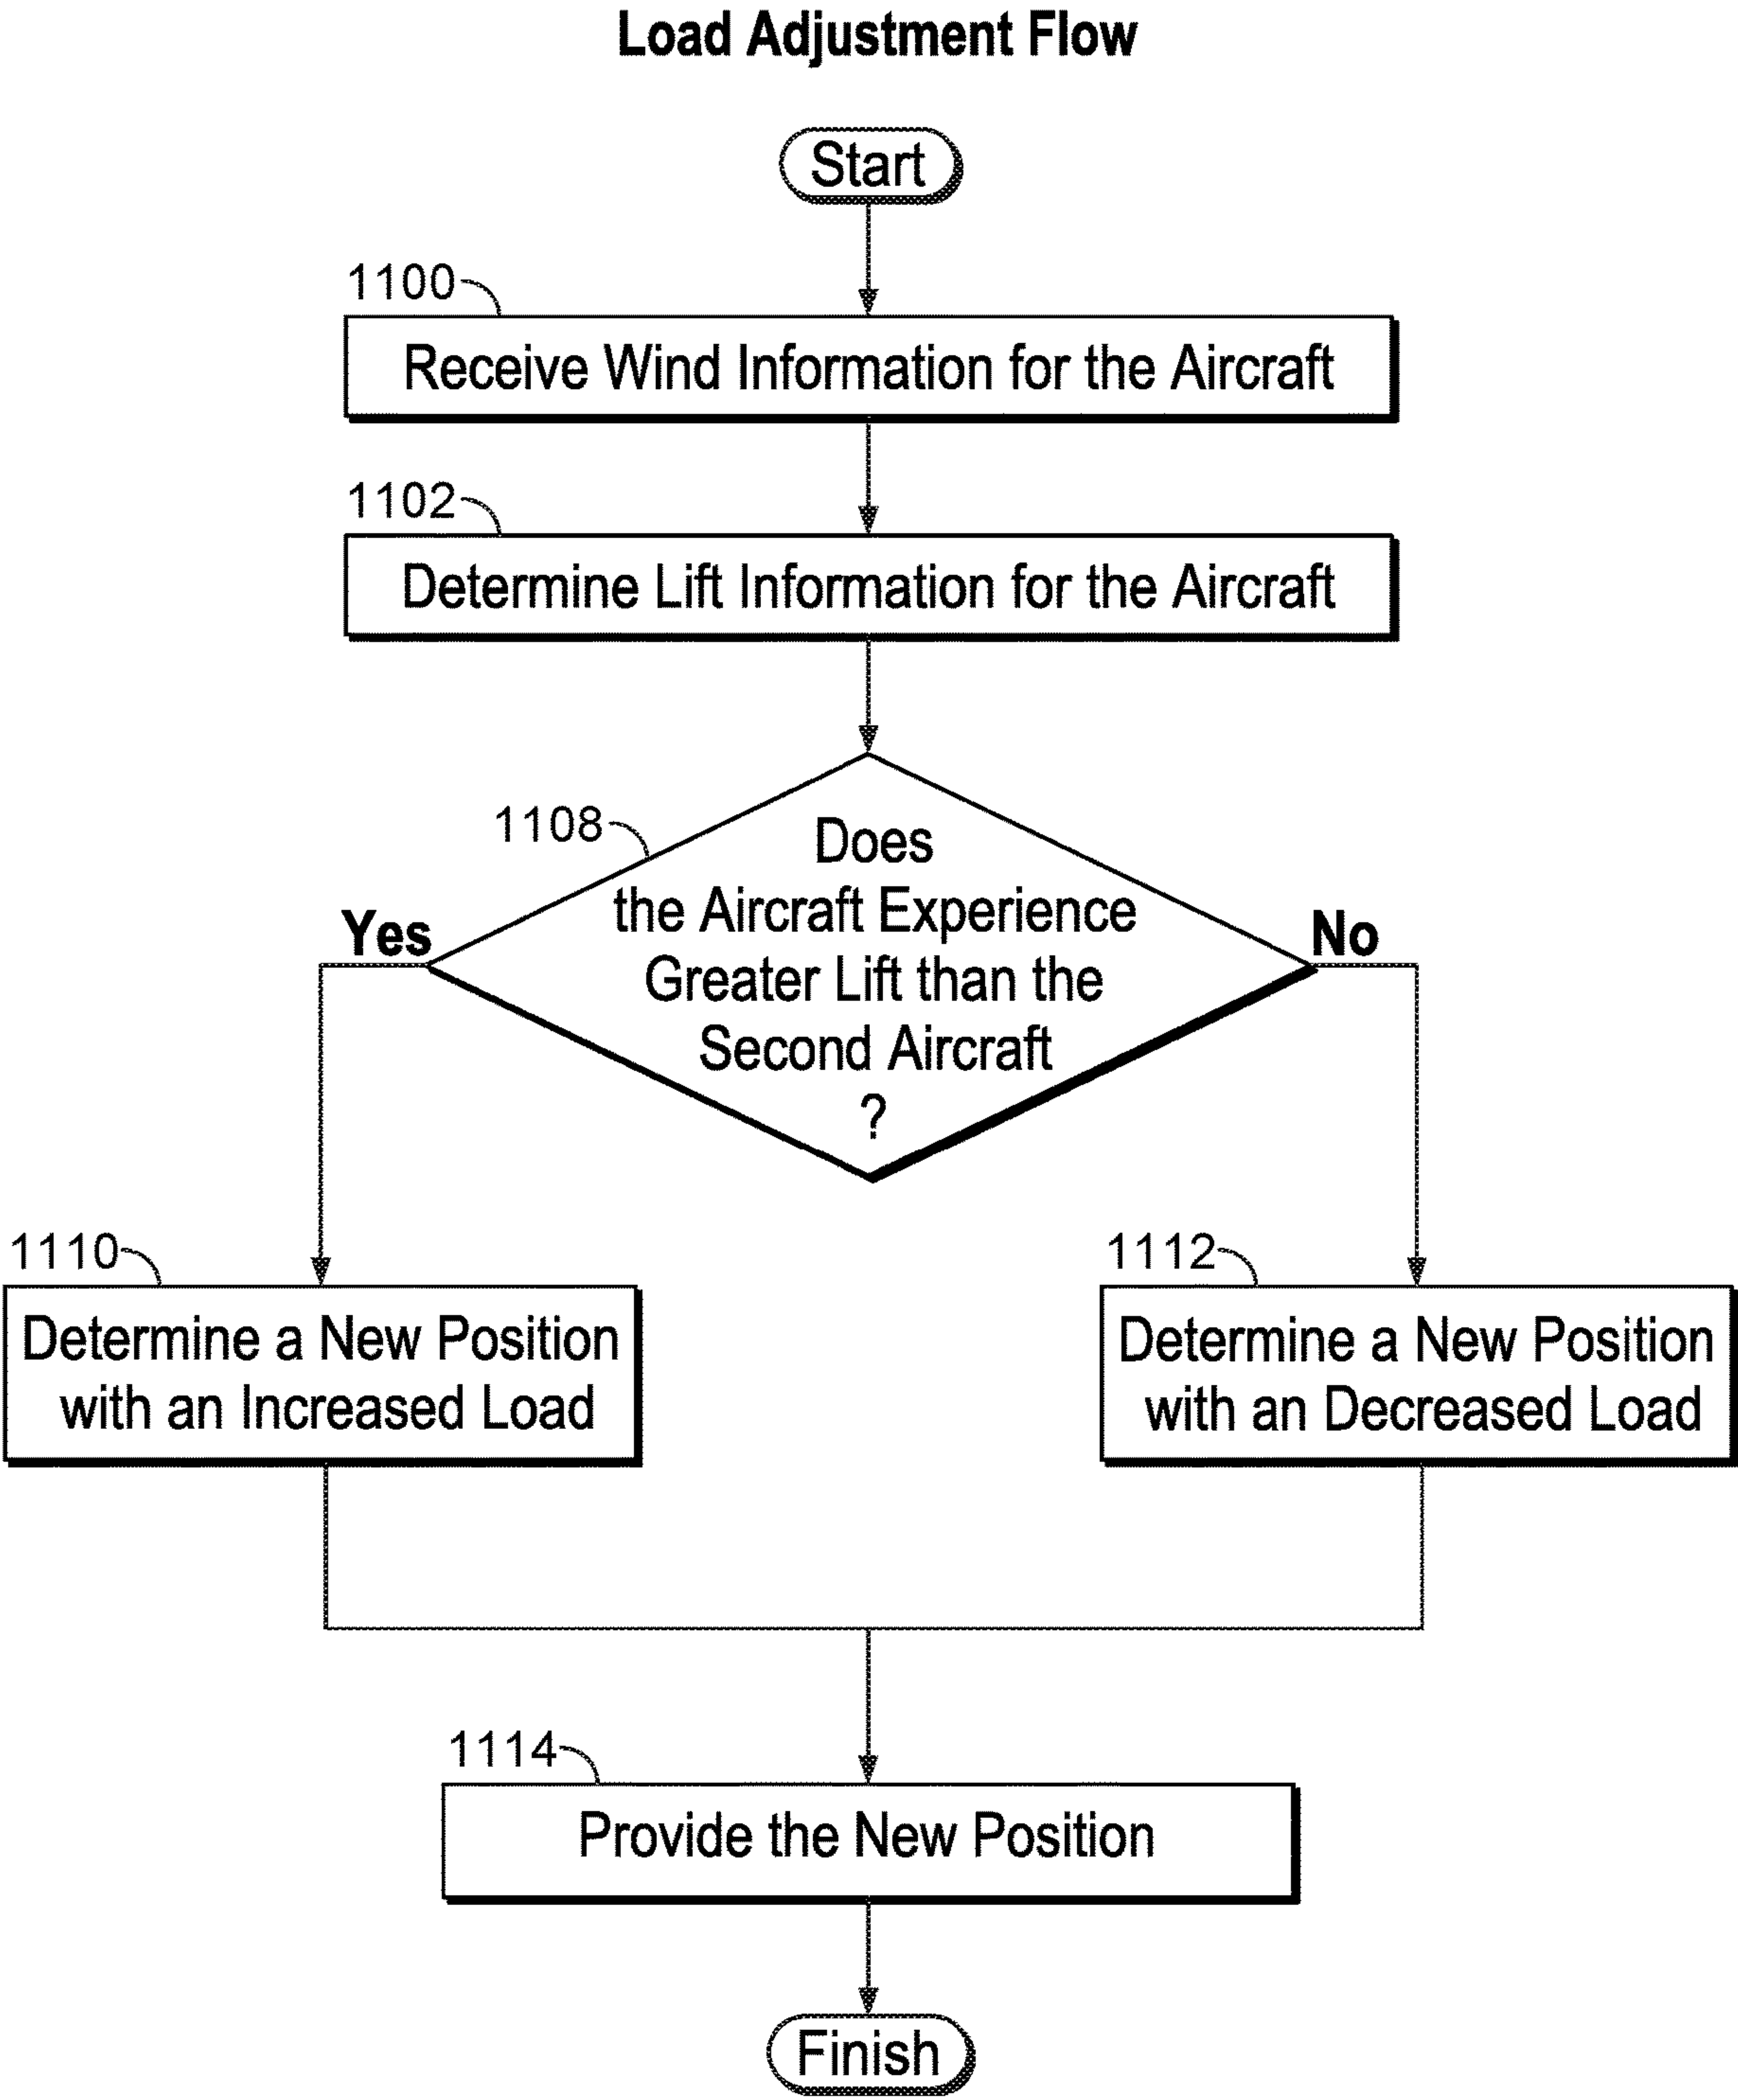 Load Adjustment Flow
Start
1100
Receive Wind Information for the Aircraft
1102
Determine Lift Information for the Aircraft
1108
Does
the Aircraft Experience
Greater Lift than the
Second Aircraft
?
Yes
No
1110
Determine a New Position
with an Increased Load
1112
Determine a New Position
with an Decreased Load
1114
Provide the New Position
Finish